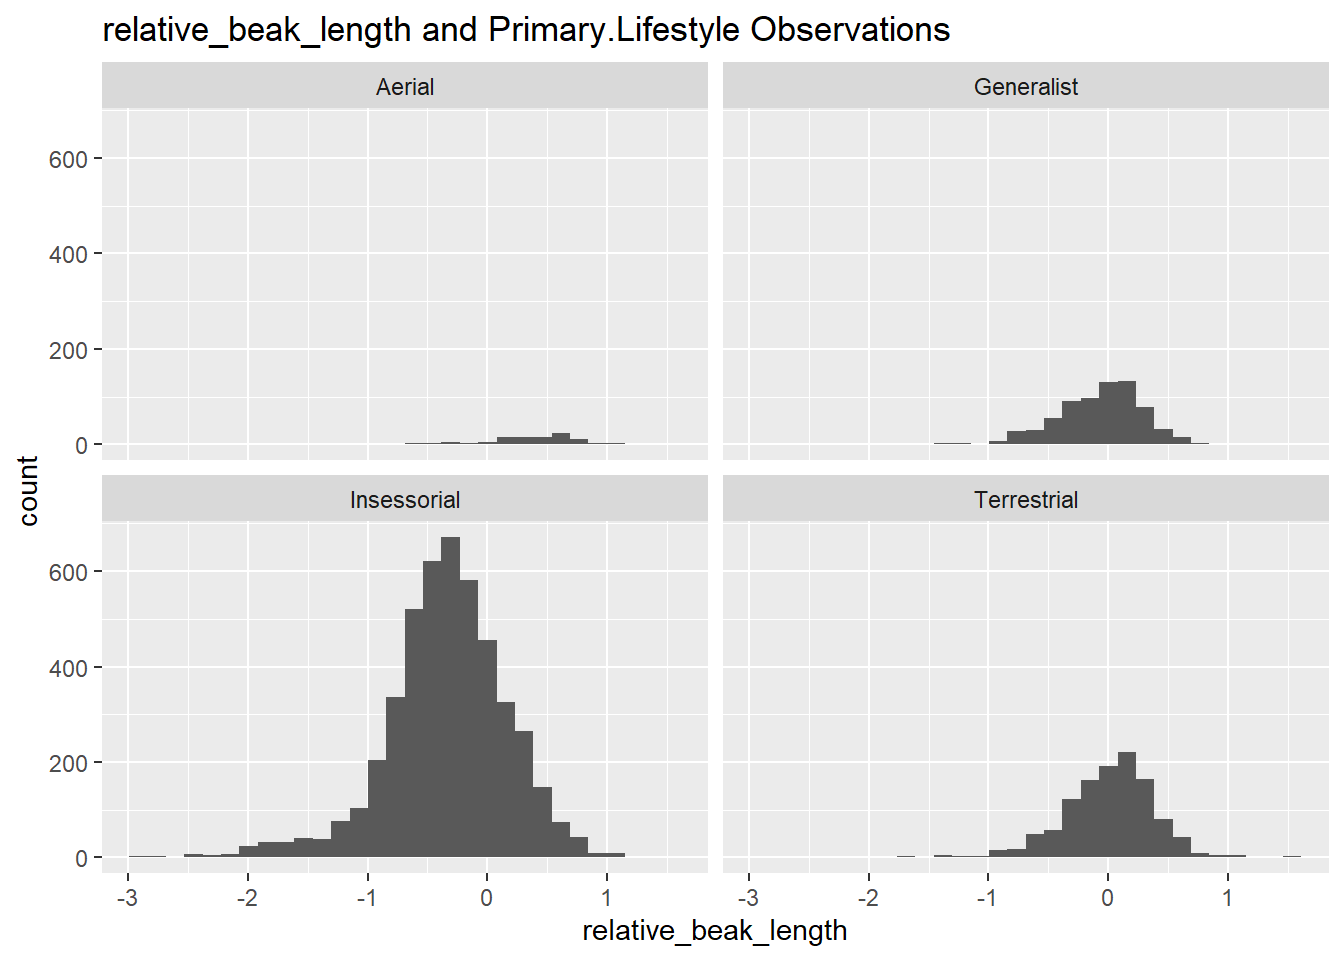 relative_beak_length and Primary.Lifestyle Observations
Aerial
Generalist
600
400
200
0
count
Insessorial
Terrestrial
600
400
200
0
-3 -2 -1 0 1 -3 -2 -1 0 1
relative_beak_length